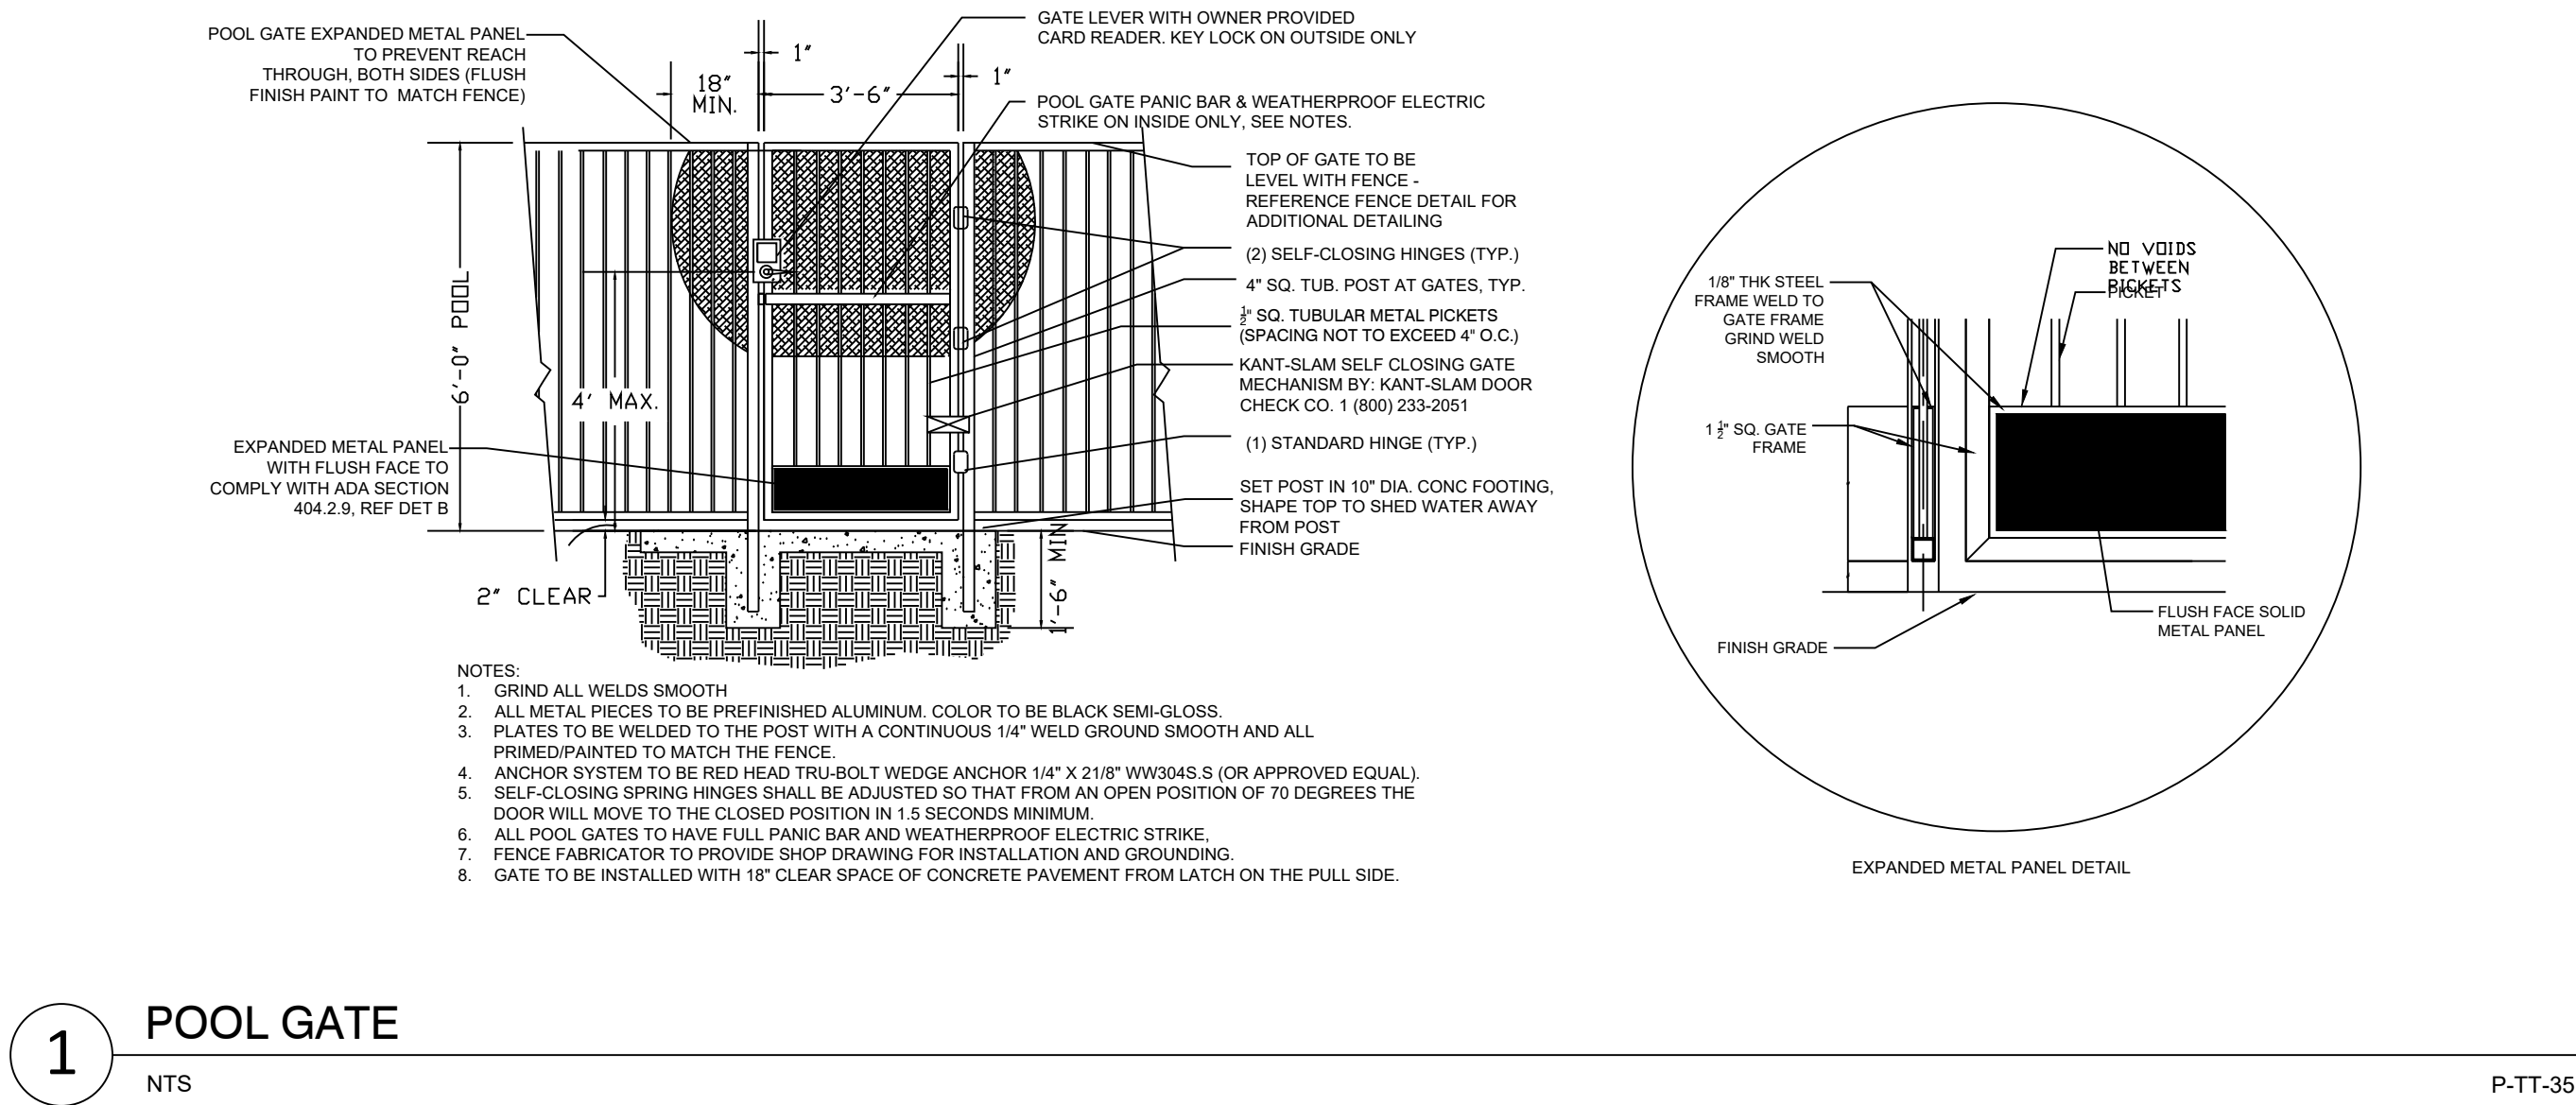 POOL GATE EXPANDED METAL PANEL
TO PREVENT REACH
THROUGH, BOTH SIDES (FLUSH
FINISH PAINT TO MATCH FENCE)
1"
18"
MIN.
3'-6"
1"
GATE LEVER WITH OWNER PROVIDED
CARD READER. KEY LOCK ON OUTSIDE ONLY
POOL GATE PANIC BAR & WEATHERPROOF ELECTRIC
STRIKE ON INSIDE ONLY, SEE NOTES.
TOP OF GATE TO BE
LEVEL WITH FENCE -
REFERENCE FENCE DETAIL FOR
ADDITIONAL DETAILING
(2) SELF-CLOSING HINGES (TYP.)
4" SQ. TUB. POST AT GATES, TYP.
½" SQ. TUBULAR METAL PICKETS
(SPACING NOT TO EXCEED 4" O.C.)
KANT-SLAM SELF CLOSING GATE
MECHANISM BY: KANT-SLAM DOOR
CHECK CO. 1 (800) 233-2051
(1) STANDARD HINGE (TYP.)
SET POST IN 10" DIA. CONC FOOTING,
SHAPE TOP TO SHED WATER AWAY
FROM POST
FINISH GRADE
6'-0" POOL
4' MAX.
EXPANDED METAL PANEL
WITH FLUSH FACE TO
COMPLY WITH ADA SECTION
404.2.9, REF DET B
2" CLEAR
1'-6" MIN
NOTES:
1. GRIND ALL WELDS SMOOTH
2. ALL METAL PIECES TO BE PREFINISHED ALUMINUM. COLOR TO BE BLACK SEMI-GLOSS.
3. PLATES TO BE WELDED TO THE POST WITH A CONTINUOUS 1/4" WELD GROUND SMOOTH AND ALL
PRIMED/PAINTED TO MATCH THE FENCE.
4. ANCHOR SYSTEM TO BE RED HEAD TRU-BOLT WEDGE ANCHOR 1/4" X 21/8" WW304S.S (OR APPROVED EQUAL).
5. SELF-CLOSING SPRING HINGES SHALL BE ADJUSTED SO THAT FROM AN OPEN POSITION OF 70 DEGREES THE
DOOR WILL MOVE TO THE CLOSED POSITION IN 1.5 SECONDS MINIMUM.
6. ALL POOL GATES TO HAVE FULL PANIC BAR AND WEATHERPROOF ELECTRIC STRIKE,
7. FENCE FABRICATOR TO PROVIDE SHOP DRAWING FOR INSTALLATION AND GROUNDING.
8. GATE TO BE INSTALLED WITH 18" CLEAR SPACE OF CONCRETE PAVEMENT FROM LATCH ON THE PULL SIDE.
NO VOIDS
BETWEEN
PICKETS
PICKET
1/8" THK STEEL
FRAME WELD TO
GATE FRAME
GRIND WELD
SMOOTH
1 ½" SQ. GATE
FRAME
FLUSH FACE SOLID
METAL PANEL
FINISH GRADE
EXPANDED METAL PANEL DETAIL
1
POOL GATE
NTS
P-TT-35